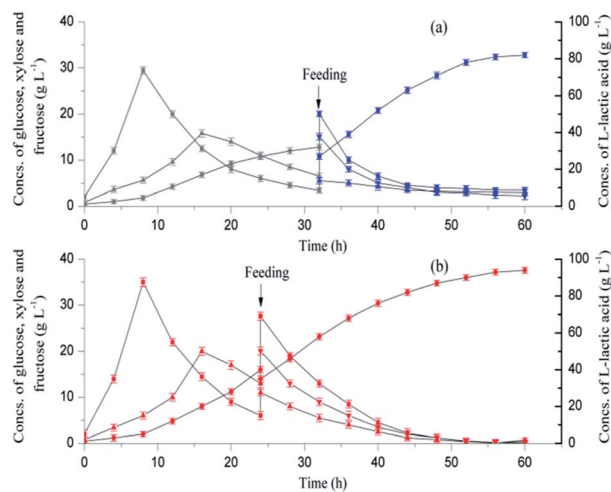 (a)
Feeding
Concs. of glucose, xylose and
fructose (g L⁻¹)
40
30
20
10
0
Concs. of L-lactic acid (g L⁻¹)
100
80
60
40
20
0
0 10 20 30 40 50 60
Time (h)
(b)
Feeding
Concs. of glucose, xylose and
fructose (g L⁻¹)
40
30
20
10
0
Concs. of L-lactic acid (g L⁻¹)
100
80
60
40
20
0
0 10 20 30 40 50 60
Time (h)